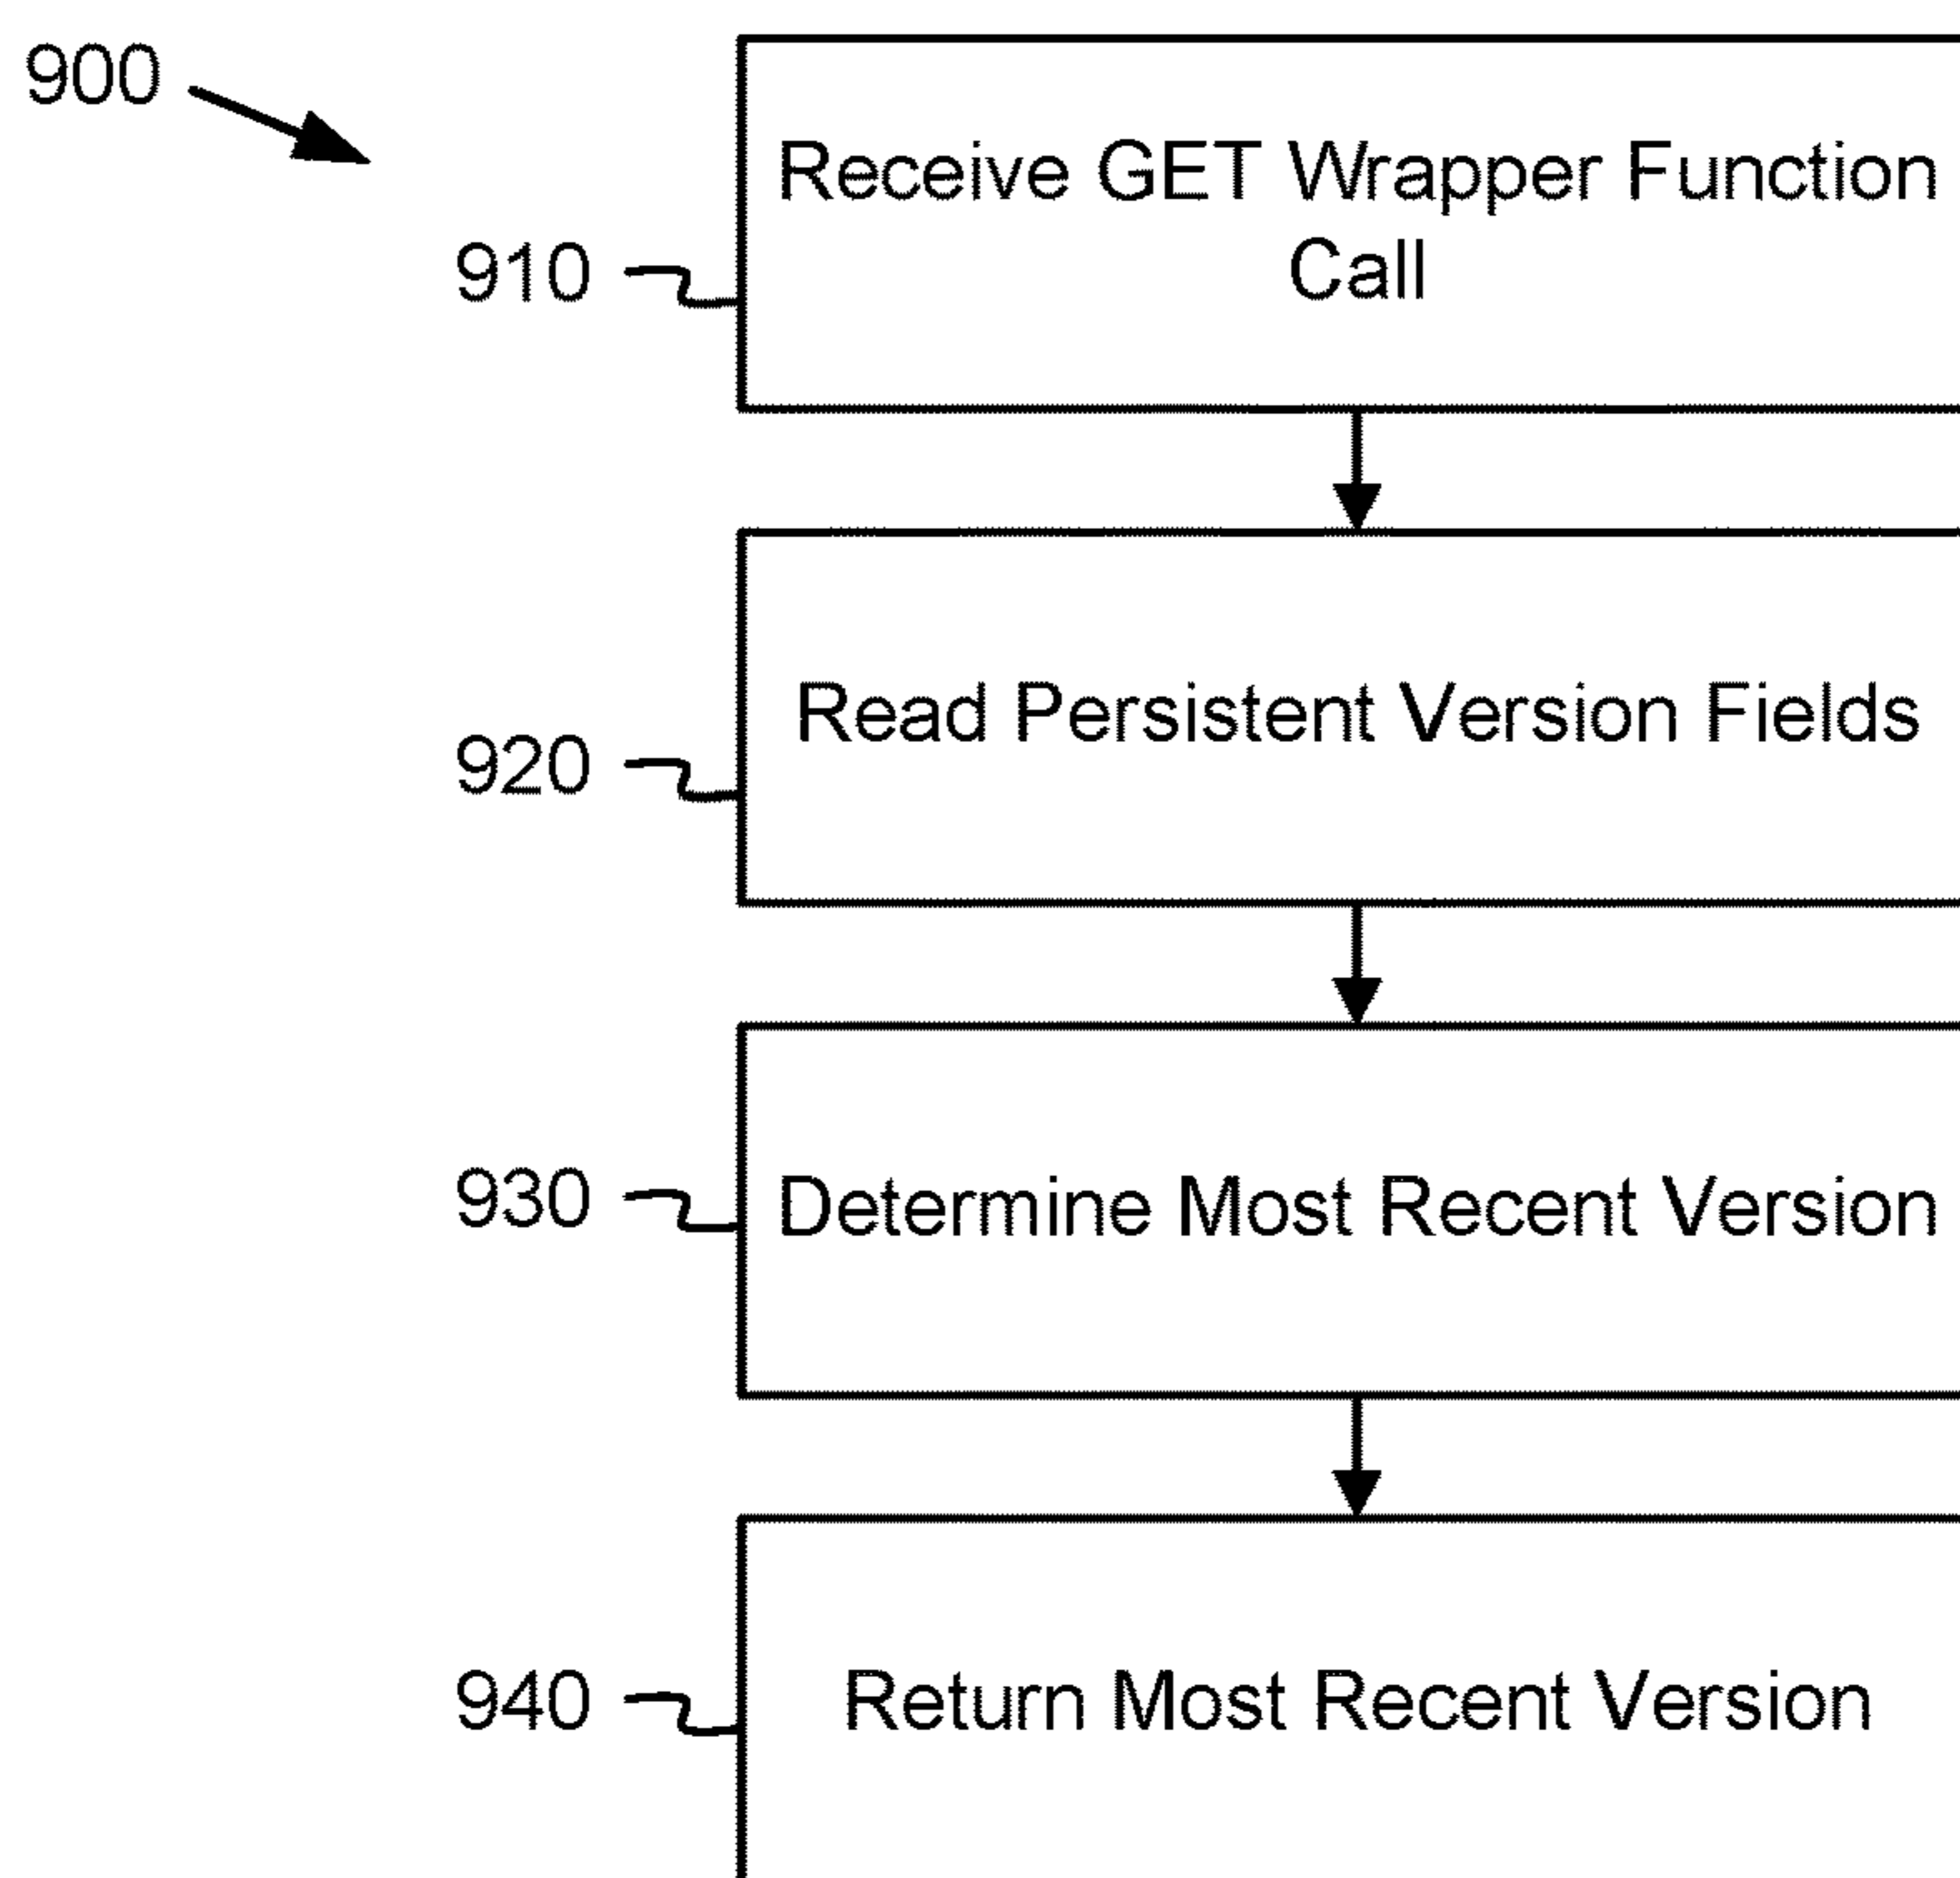 900
Receive GET Wrapper Function
Call
910
Read Persistent Version Fields
920
Determine Most Recent Version
930
Return Most Recent Version
940